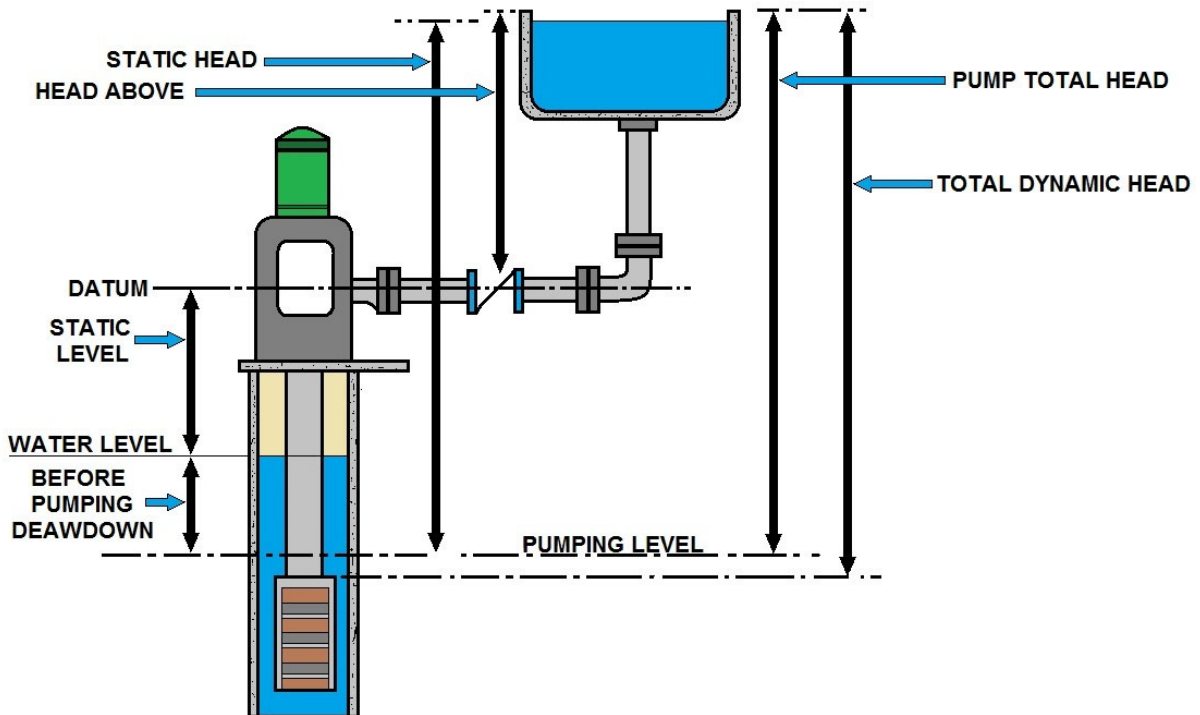 STATIC HEAD
HEAD ABOVE
PUMP TOTAL HEAD
TOTAL DYNAMIC HEAD
DATUM
STATIC
LEVEL
WATER LEVEL
BEFORE
PUMPING
DEAWDOWN
PUMPING LEVEL